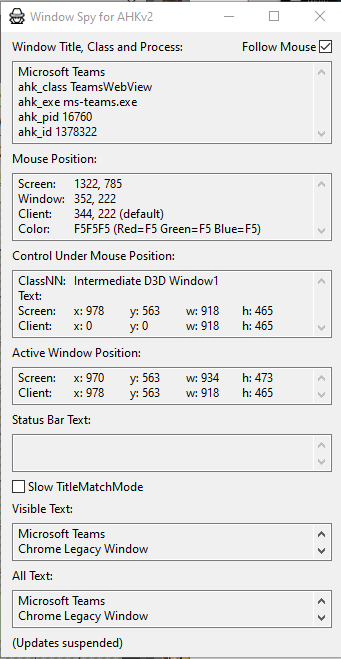 Window Spy for AHKv2
Window Title, Class and Process: Follow Mouse
Microsoft Teams
ahk_class TeamsWebView
ahk_exe ms-teams.exe
ahk_pid 16760
ahk_id 1378322
Mouse Position:
Screen: 1322, 785
Window: 352, 222
Client: 344, 222 (default)
Color: F5F5F5 (Red=F5 Green=F5 Blue=F5)
Control Under Mouse Position:
ClassNN: Intermediate D3D Window1
Text:
Screen: x: 978 y: 563 w: 918 h: 465
Client: x: 0 y: 0 w: 918 h: 465
Active Window Position:
Screen: x: 970 y: 563 w: 934 h: 473
Client: x: 978 y: 563 w: 918 h: 465
Status Bar Text:
Slow TitleMatchMode
Visible Text:
Microsoft Teams
Chrome Legacy Window
All Text:
Microsoft Teams
Chrome Legacy Window
(Updates suspended)